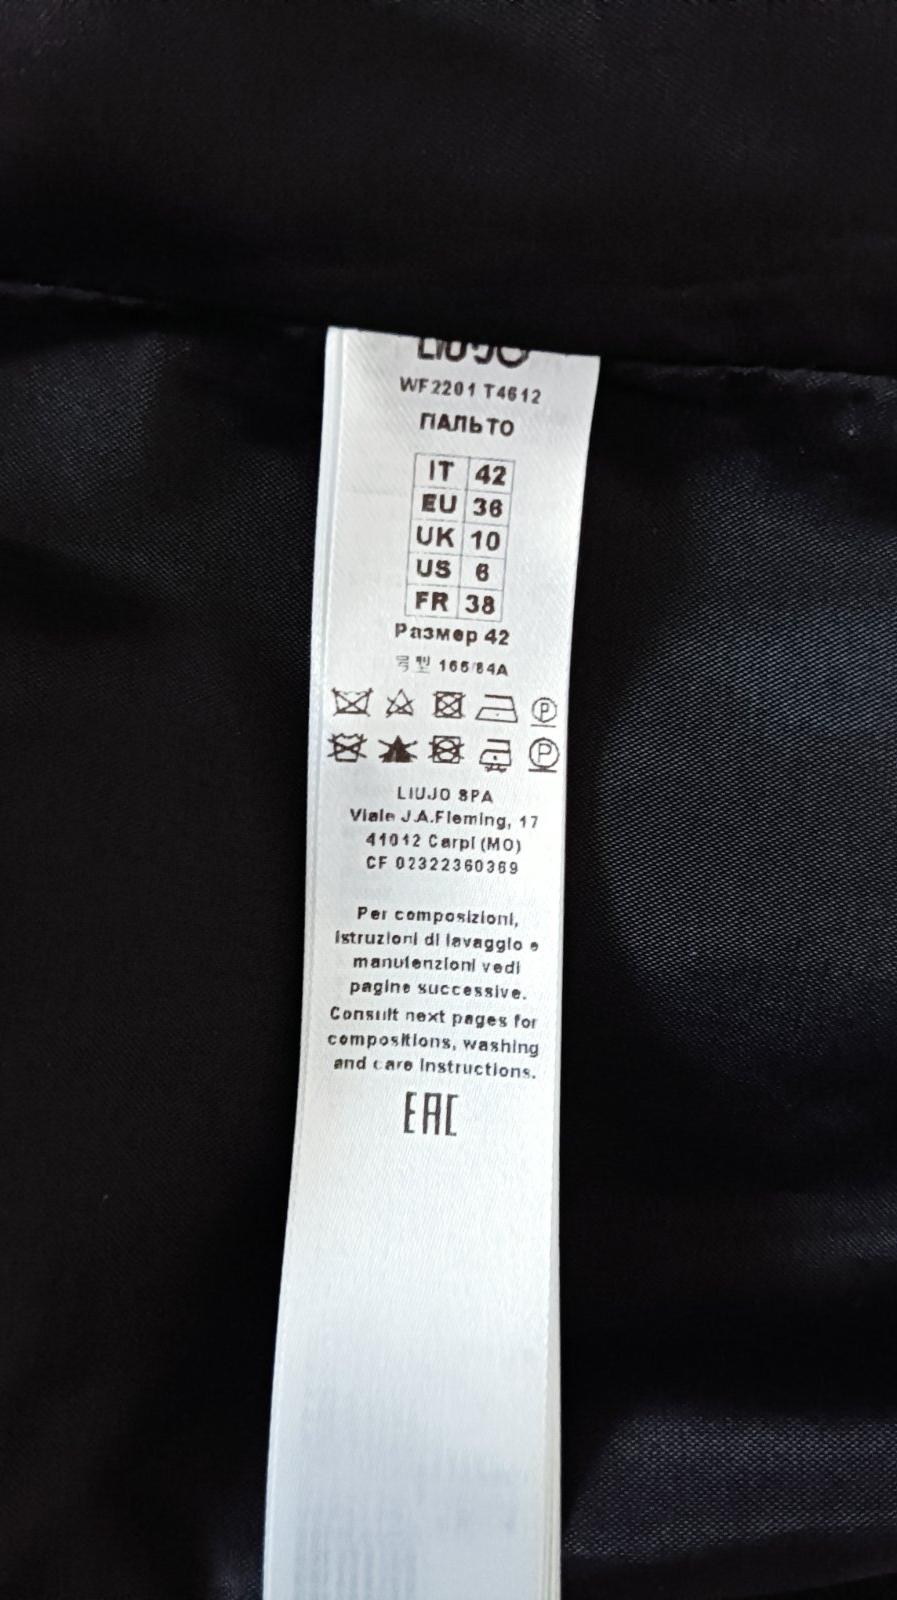 LIU·JO
WF2201 T4612
ПАЛЬТО
IT 42
EU 36
UK 10
US 6
FR 38
Размер 42
号型 165/84A
P
P
LIUJO SPA
Viale J.A.Fleming, 17
41012 Carpi (MO)
CF 02322360369
Per composizioni,
istruzioni di lavaggio e
manutenzioni vedi
pagine successive.
Consult next pages for
compositions, washing
and care instructions.
EAC